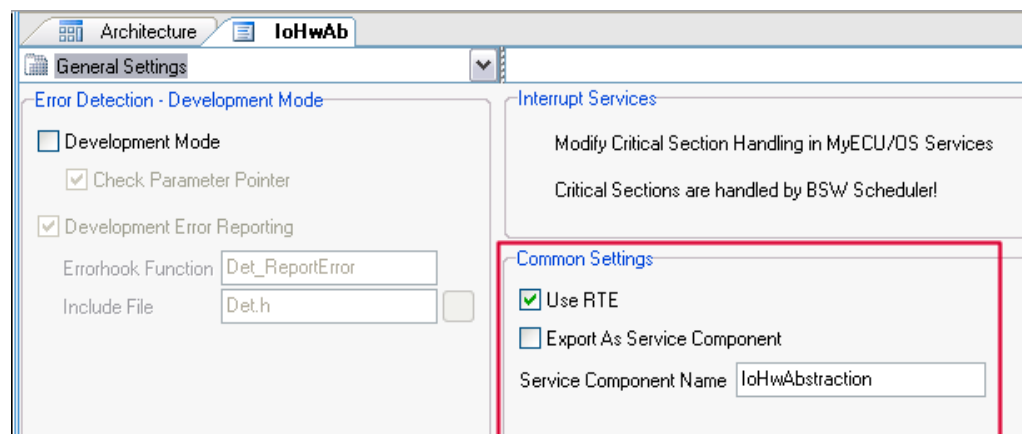 Architecture
IoHwAb
General Settings
Error Detection - Development Mode
Development Mode
Check Parameter Pointer
Development Error Reporting
Errorhook Function Det_ReportError
Include File Det.h
Interrupt Services
Modify Critical Section Handling in MyECU/OS Services
Critical Sections are handled by BSW Scheduler!
Common Settings
Use RTE
Export As Service Component
Service Component Name IoHwAbstraction